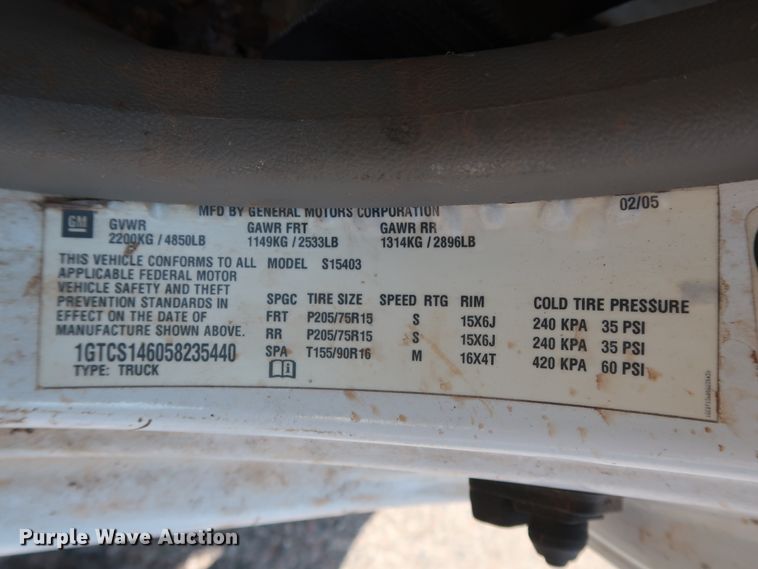 MFD BY GENERAL MOTORS CORPORATION 02/05
GM
GVWR GAWR FRT GAWR RR
2200KG / 4850LB 1149KG / 2533LB 1314KG / 2896LB
THIS VEHICLE CONFORMS TO ALL
APPLICABLE FEDERAL MOTOR
VEHICLE SAFETY AND THEFT
PREVENTION STANDARDS IN
EFFECT ON THE DATE OF
MANUFACTURE SHOWN ABOVE.
1GTCS146058235440
TYPE: TRUCK
MODEL S15403
SPGC TIRE SIZE SPEED RTG RIM COLD TIRE PRESSURE
FRT P205/75R15 S 15X6J 240 KPA 35 PSI
RR P205/75R15 S 15X6J 240 KPA 35 PSI
SPA T155/90R16 M 16X4T 420 KPA 60 PSI
Purple Wave Auction